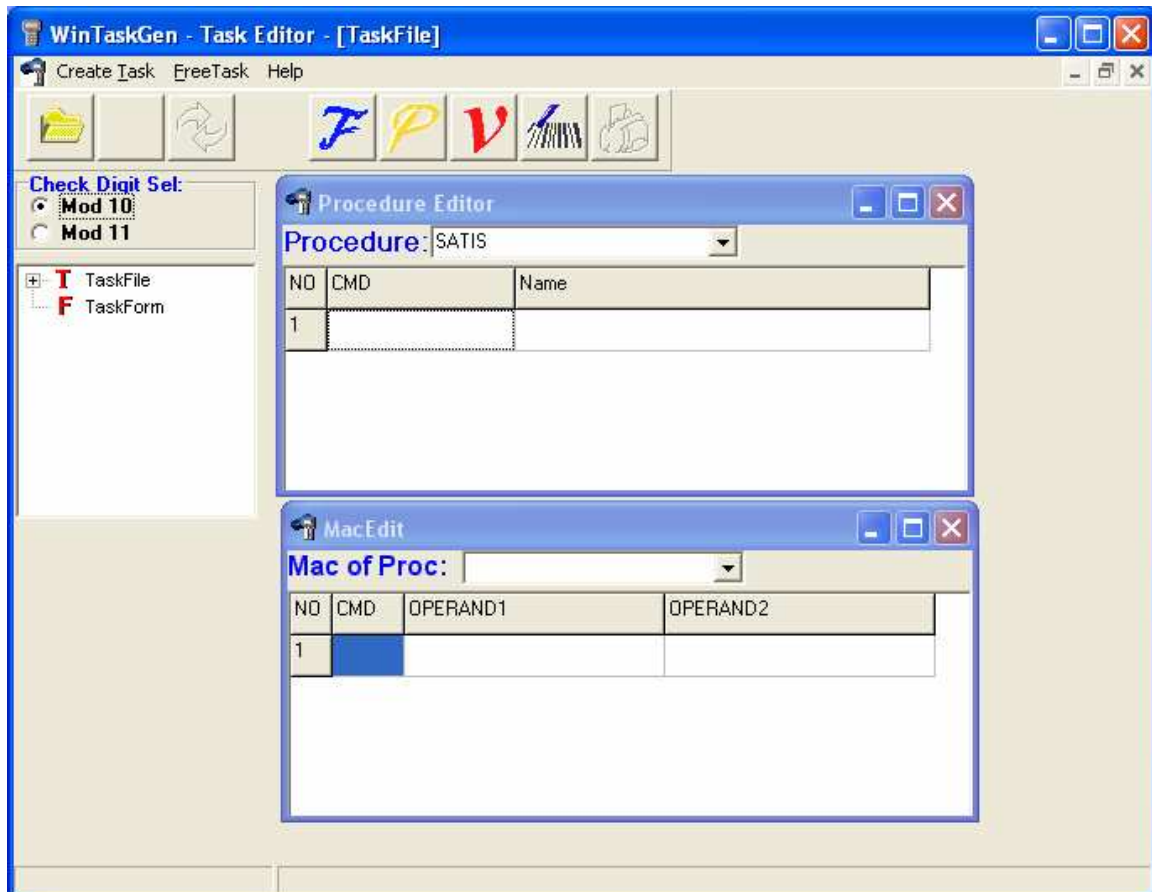 WinTaskGen - Task Editor - [TaskFile]
Create Task FreeTask Help
F P V
Check Digit Sel:
Mod 10
Mod 11
T TaskFile
F TaskForm
Procedure Editor
Procedure: SATIS
NO CMD Name
1
MacEdit
Mac of Proc:
NO CMD OPERAND1 OPERAND2
1